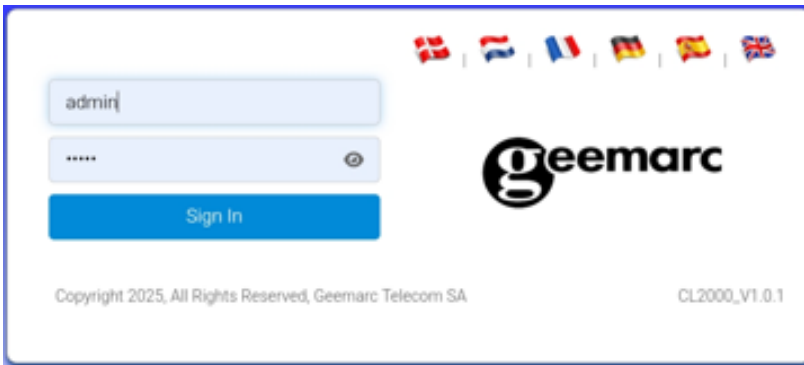 admin
•••••
geemarc
Sign In
Copyright 2025, All Rights Reserved, Geemarc Telecom SA
CL2000_V1.0.1